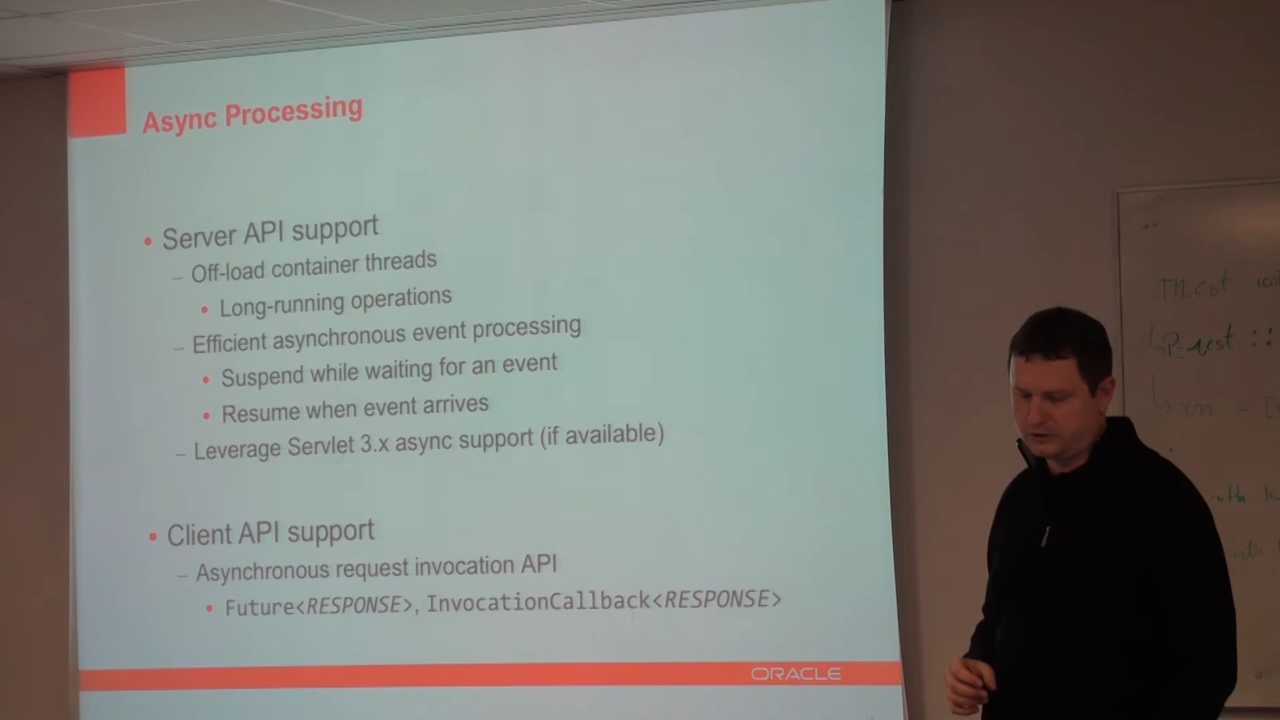 Async Processing
• Server API support
– Off-load container threads
• Long-running operations
– Efficient asynchronous event processing
• Suspend while waiting for an event
• Resume when event arrives
– Leverage Servlet 3.x async support (if available)
• Client API support
– Asynchronous request invocation API
• Future<RESPONSE>, InvocationCallback<RESPONSE>
ORACLE